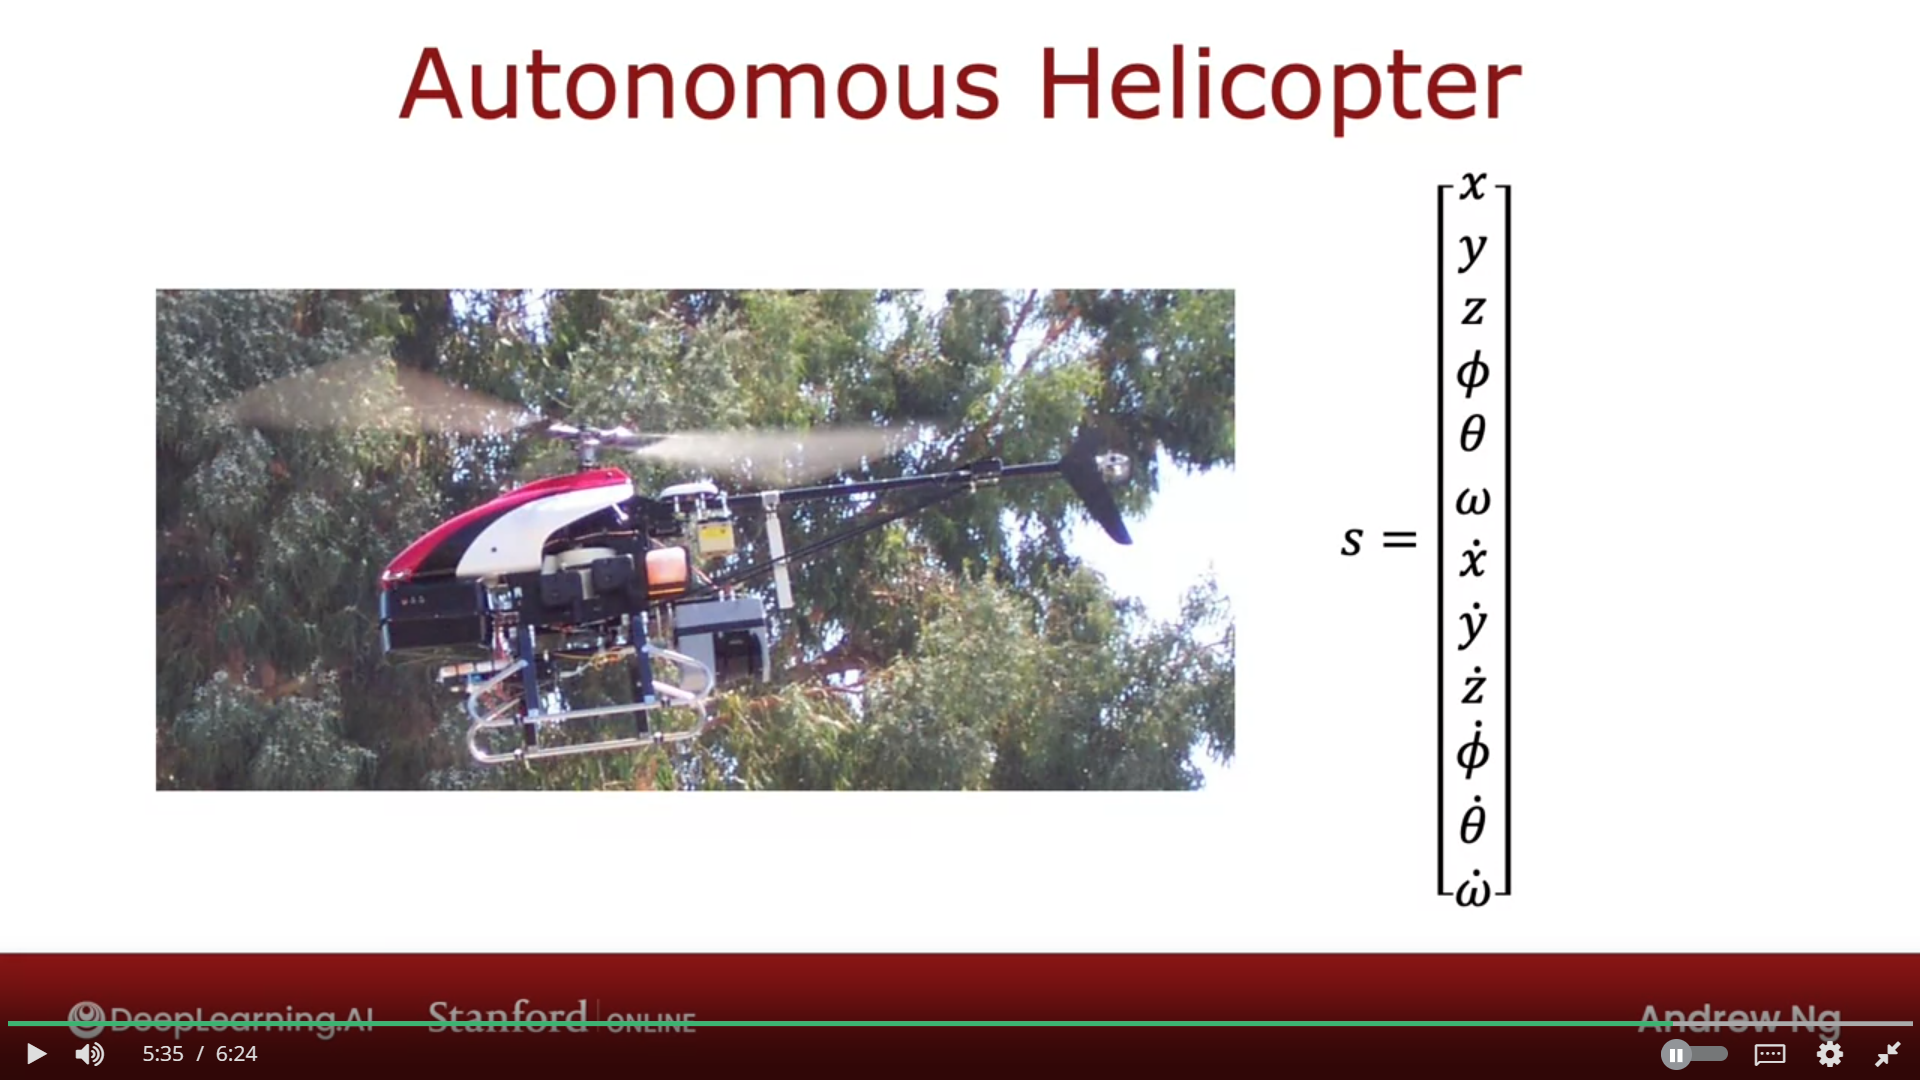 Autonomous Helicopter
s =
x
y
z
ϕ
θ
ω
ẋ
ẏ
ż
ϕ̇
θ̇
ω̇
DeepLearning.AI Stanford ONLINE Andrew Ng
5:35 / 6:24